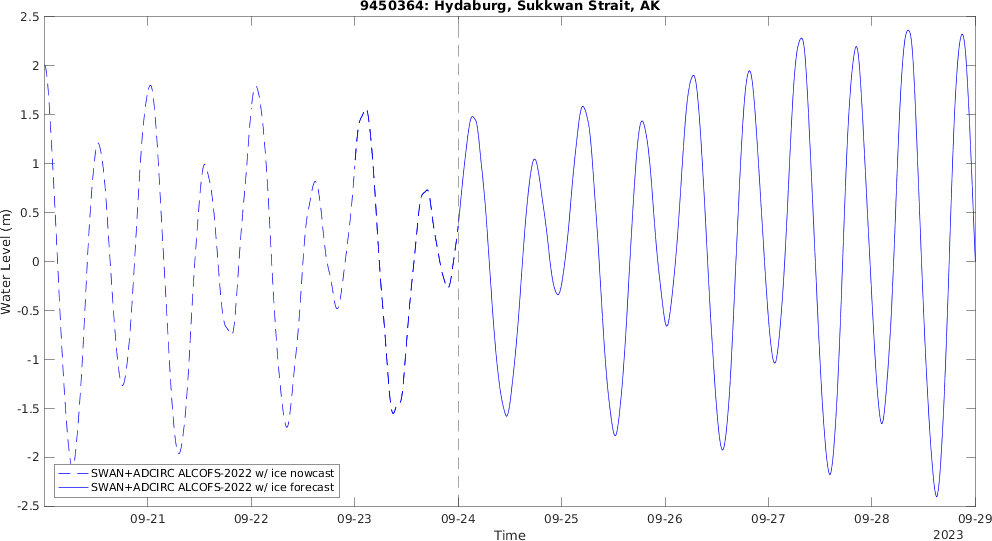 9450364: Hydaburg, Sukkwan Strait, AK
2.5
2
1.5
1
0.5
0
-0.5
-1
-1.5
-2
-2.5
Water Level (m)
SWAN+ADCIRC ALCOFS-2022 w/ ice nowcast
SWAN+ADCIRC ALCOFS-2022 w/ ice forecast
09-21 09-22 09-23 09-24 09-25 09-26 09-27 09-28 09-29
Time
2023